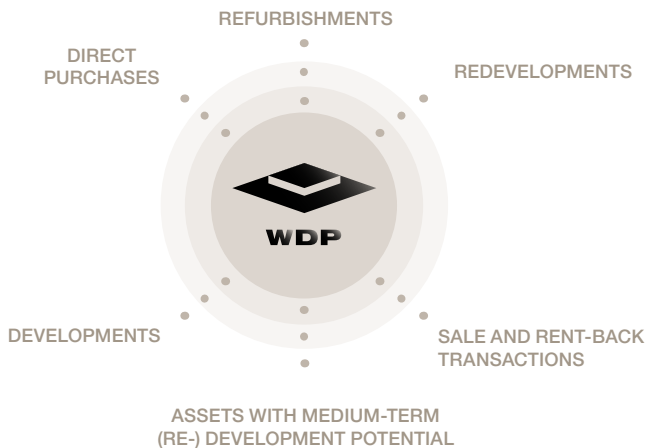 REFURBISHMENTS
DIRECT
PURCHASES
REDEVELOPMENTS
WDP
DEVELOPMENTS
SALE AND RENT-BACK
TRANSACTIONS
ASSETS WITH MEDIUM-TERM
(RE-) DEVELOPMENT POTENTIAL